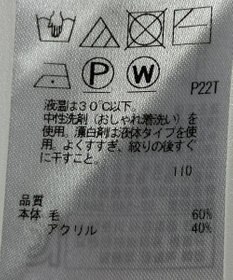 P
W
P22T
液温は30℃以下。
中性洗剤(おしゃれ着洗い)を
使用。漂白剤は液体タイプを使
用。よくすすぎ、絞りの後すぐ
に干すこと。
110
品質
本体 毛 60%
アクリル 40%